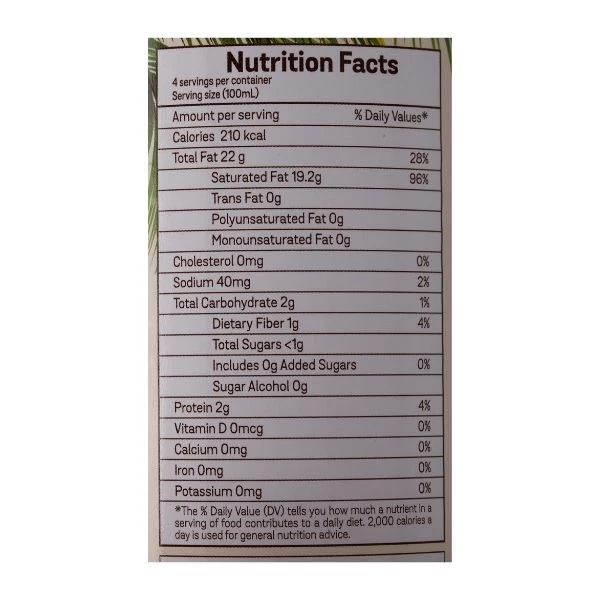 Nutrition Facts
4 servings per container
Serving size (100mL)
Amount per serving % Daily Values*
Calories 210 kcal
Total Fat 22 g 28%
Saturated Fat 19.2g 96%
Trans Fat 0g
Polyunsaturated Fat 0g
Monounsaturated Fat 0g
Cholesterol 0mg 0%
Sodium 40mg 2%
Total Carbohydrate 2g 1%
Dietary Fiber 1g 4%
Total Sugars <1g
Includes 0g Added Sugars 0%
Sugar Alcohol 0g
Protein 2g 4%
Vitamin D 0mcg 0%
Calcium 0mg 0%
Iron 0mg 0%
Potassium 0mg 0%
*The % Daily Value (DV) tells you how much a nutrient in a
serving of food contributes to a daily diet. 2,000 calories a
day is used for general nutrition advice.